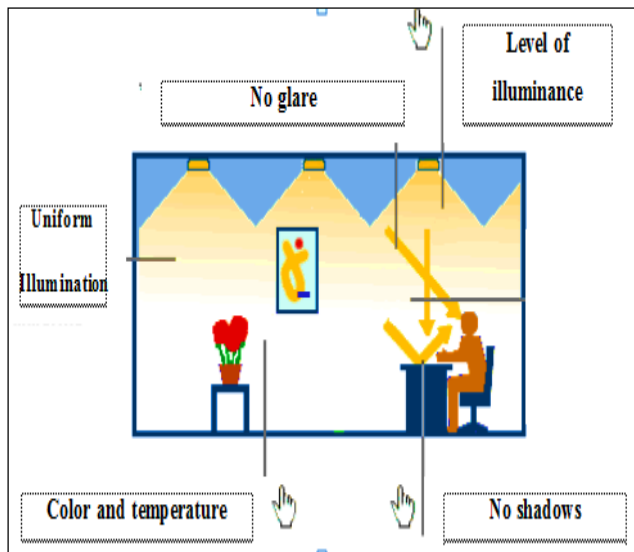 Level of
illuminance
No glare
Uniform
Illumination
Color and temperature
No shadows